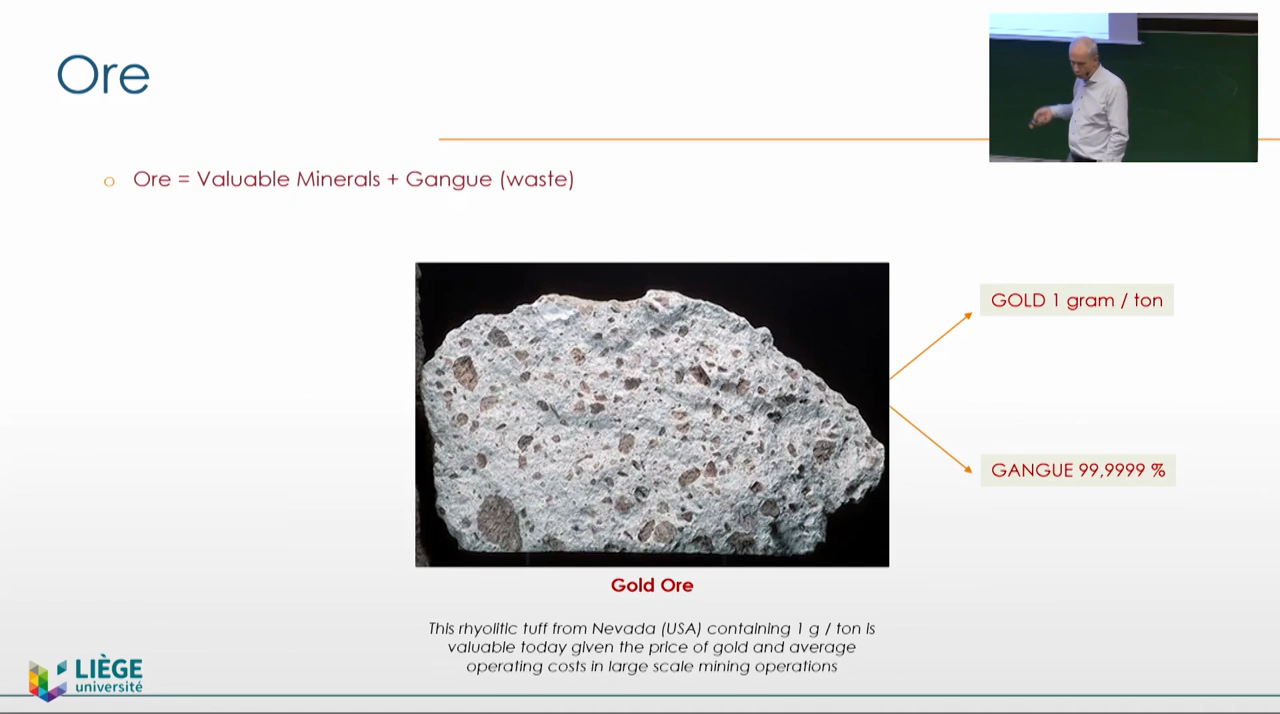 Ore
o Ore = Valuable Minerals + Gangue (waste)
GOLD 1 gram / ton
GANGUE 99,9999 %
Gold Ore
This rhyolitic tuff from Nevada (USA) containing 1 g / ton is
valuable today given the price of gold and average
operating costs in large scale mining operations
LIÈGE
université